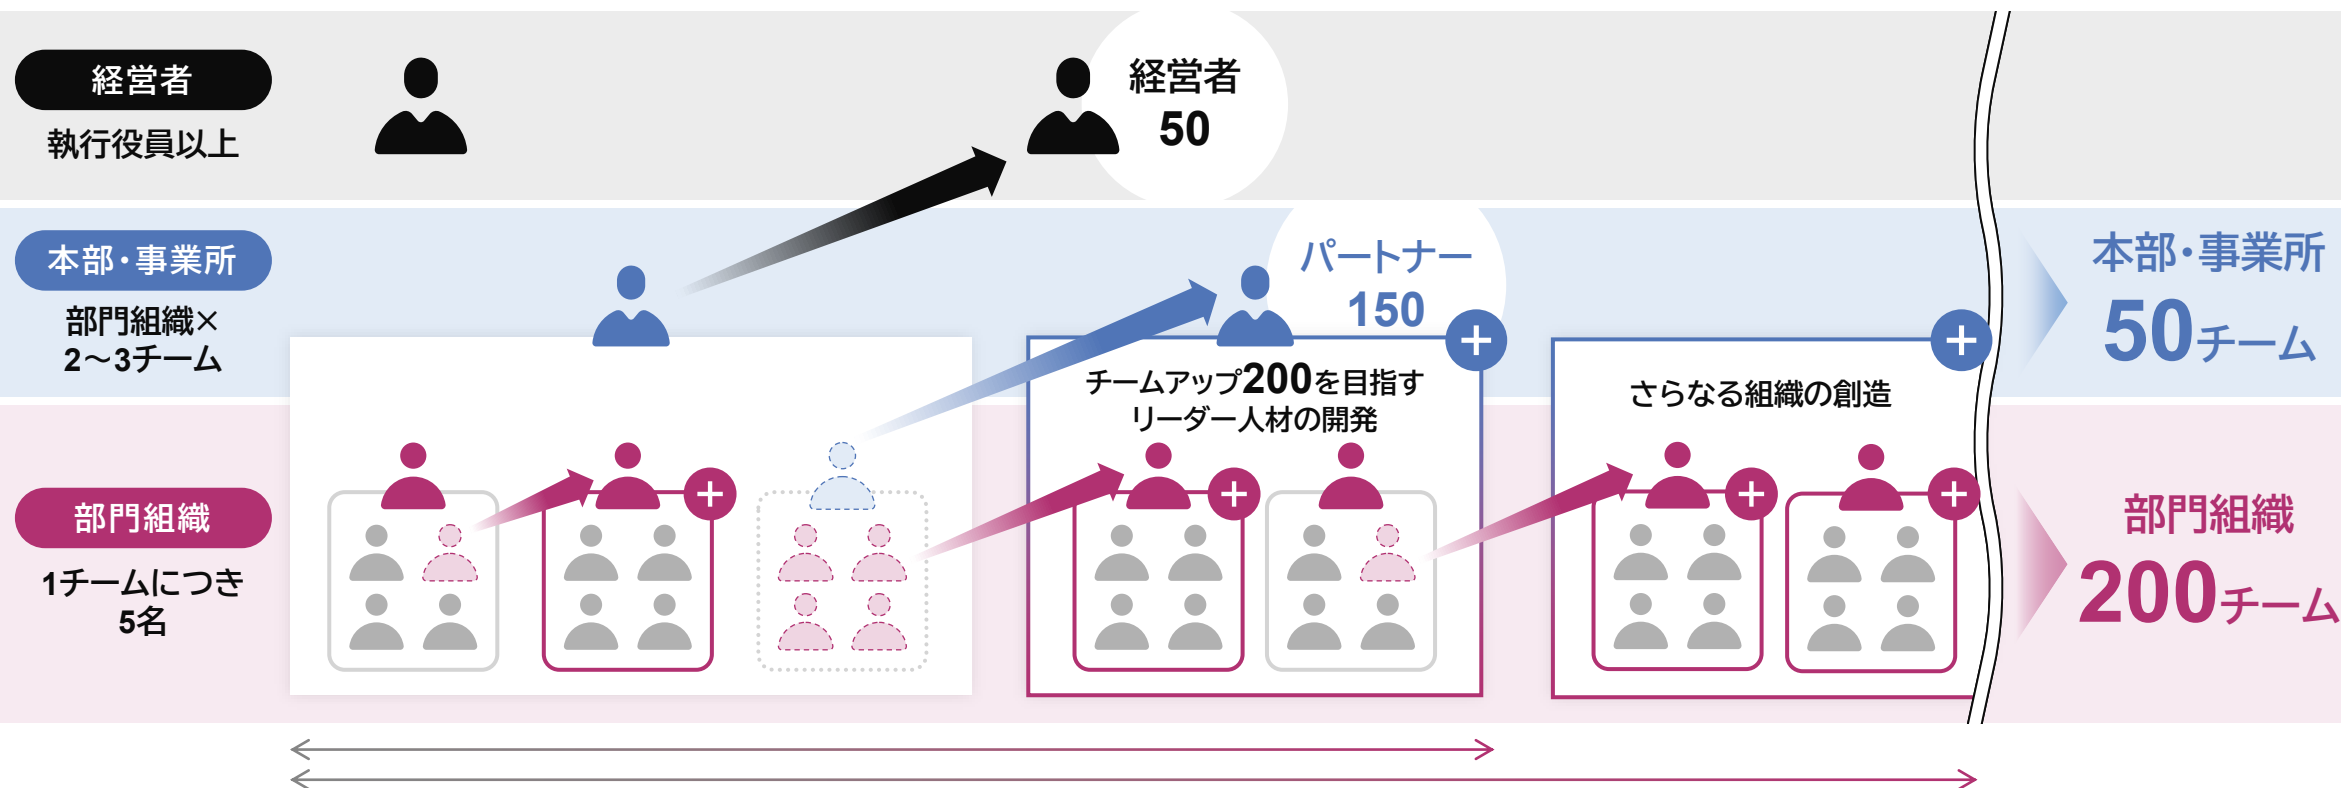 経営者
執行役員以上
経営者
50
本部・事業所
部門組織×
2～3チーム
パートナー
150
チームアップ200を目指す
リーダー人材の開発
さらなる組織の創造
本部・事業所
50チーム
部門組織
1チームにつき
5名
部門組織
200チーム